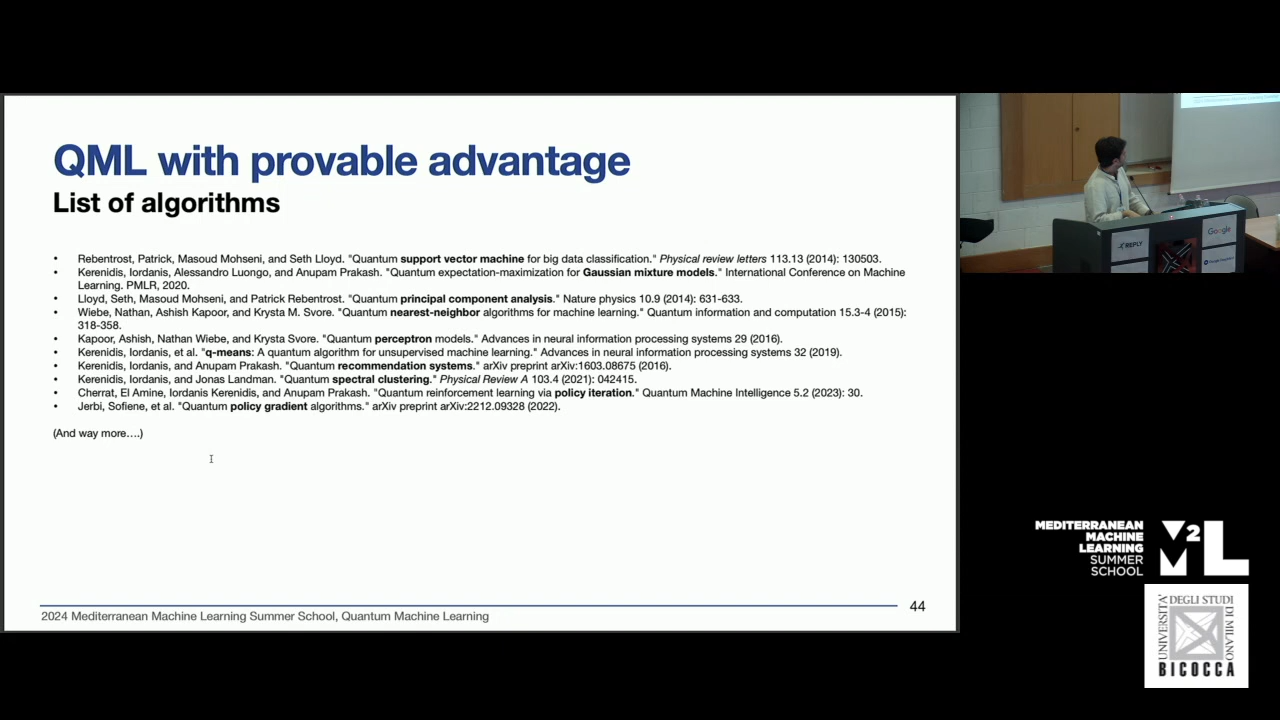 QML with provable advantage
List of algorithms
• Rebentrost, Patrick, Masoud Mohseni, and Seth Lloyd. "Quantum support vector machine for big data classification." Physical review letters 113.13 (2014): 130503.
• Kerenidis, Iordanis, Alessandro Luongo, and Anupam Prakash. "Quantum expectation-maximization for Gaussian mixture models." International Conference on Machine
Learning. PMLR, 2020.
• Lloyd, Seth, Masoud Mohseni, and Patrick Rebentrost. "Quantum principal component analysis." Nature physics 10.9 (2014): 631-633.
• Wiebe, Nathan, Ashish Kapoor, and Krysta M. Svore. "Quantum nearest-neighbor algorithms for machine learning." Quantum information and computation 15.3-4 (2015):
318-358.
• Kapoor, Ashish, Nathan Wiebe, and Krysta Svore. "Quantum perceptron models." Advances in neural information processing systems 29 (2016).
• Kerenidis, Iordanis, et al. "q-means: A quantum algorithm for unsupervised machine learning." Advances in neural information processing systems 32 (2019).
• Kerenidis, Iordanis, and Anupam Prakash. "Quantum recommendation systems." arXiv preprint arXiv:1603.08675 (2016).
• Kerenidis, Iordanis, and Jonas Landman. "Quantum spectral clustering." Physical Review A 103.4 (2021): 042415.
• Cherrat, El Amine, Iordanis Kerenidis, and Anupam Prakash. "Quantum reinforcement learning via policy iteration." Quantum Machine Intelligence 5.2 (2023): 30.
• Jerbi, Sofiene, et al. "Quantum policy gradient algorithms." arXiv preprint arXiv:2212.09328 (2022).
(And way more….)
2024 Mediterranean Machine Learning Summer School, Quantum Machine Learning
44
REPLY
Google
MEDITERRANEAN
MACHINE
LEARNING
SUMMER
SCHOOL
M2L
UNIVERSITA'
DEGLI STUDI
DI MILANO
BICOCCA